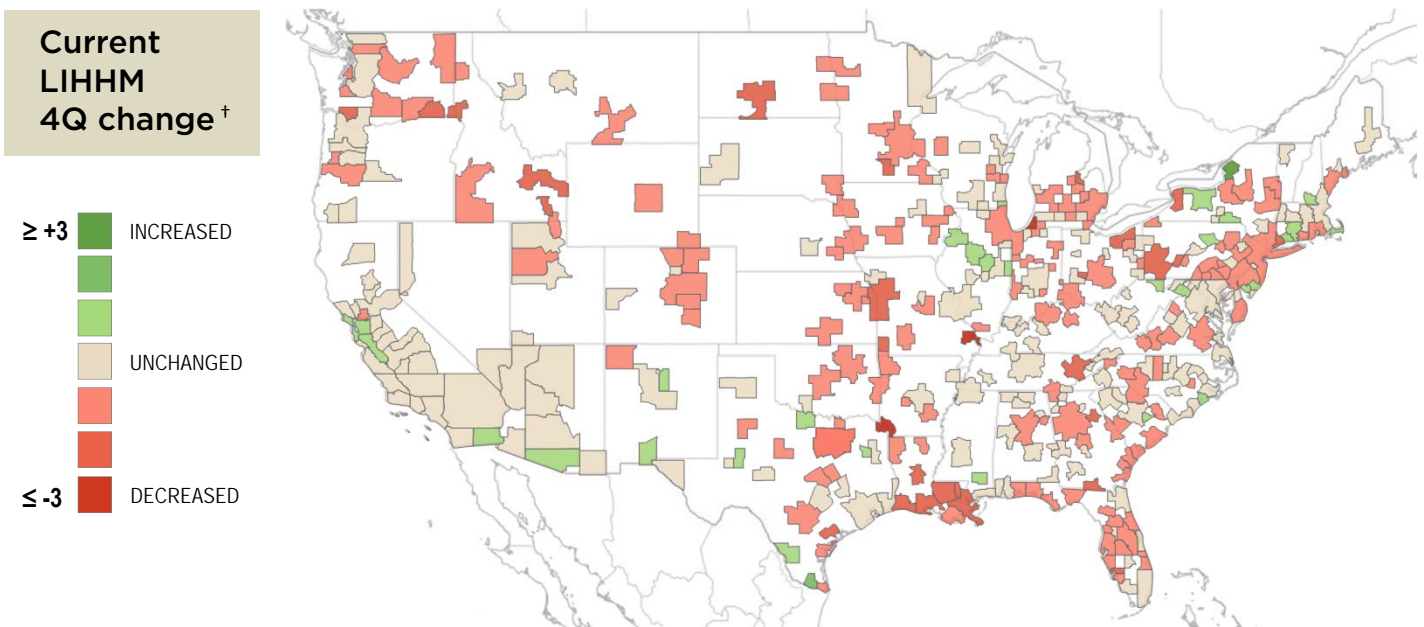 Current
LIHHM
4Q change †
≥ +3 INCREASED
UNCHANGED
≤ -3 DECREASED